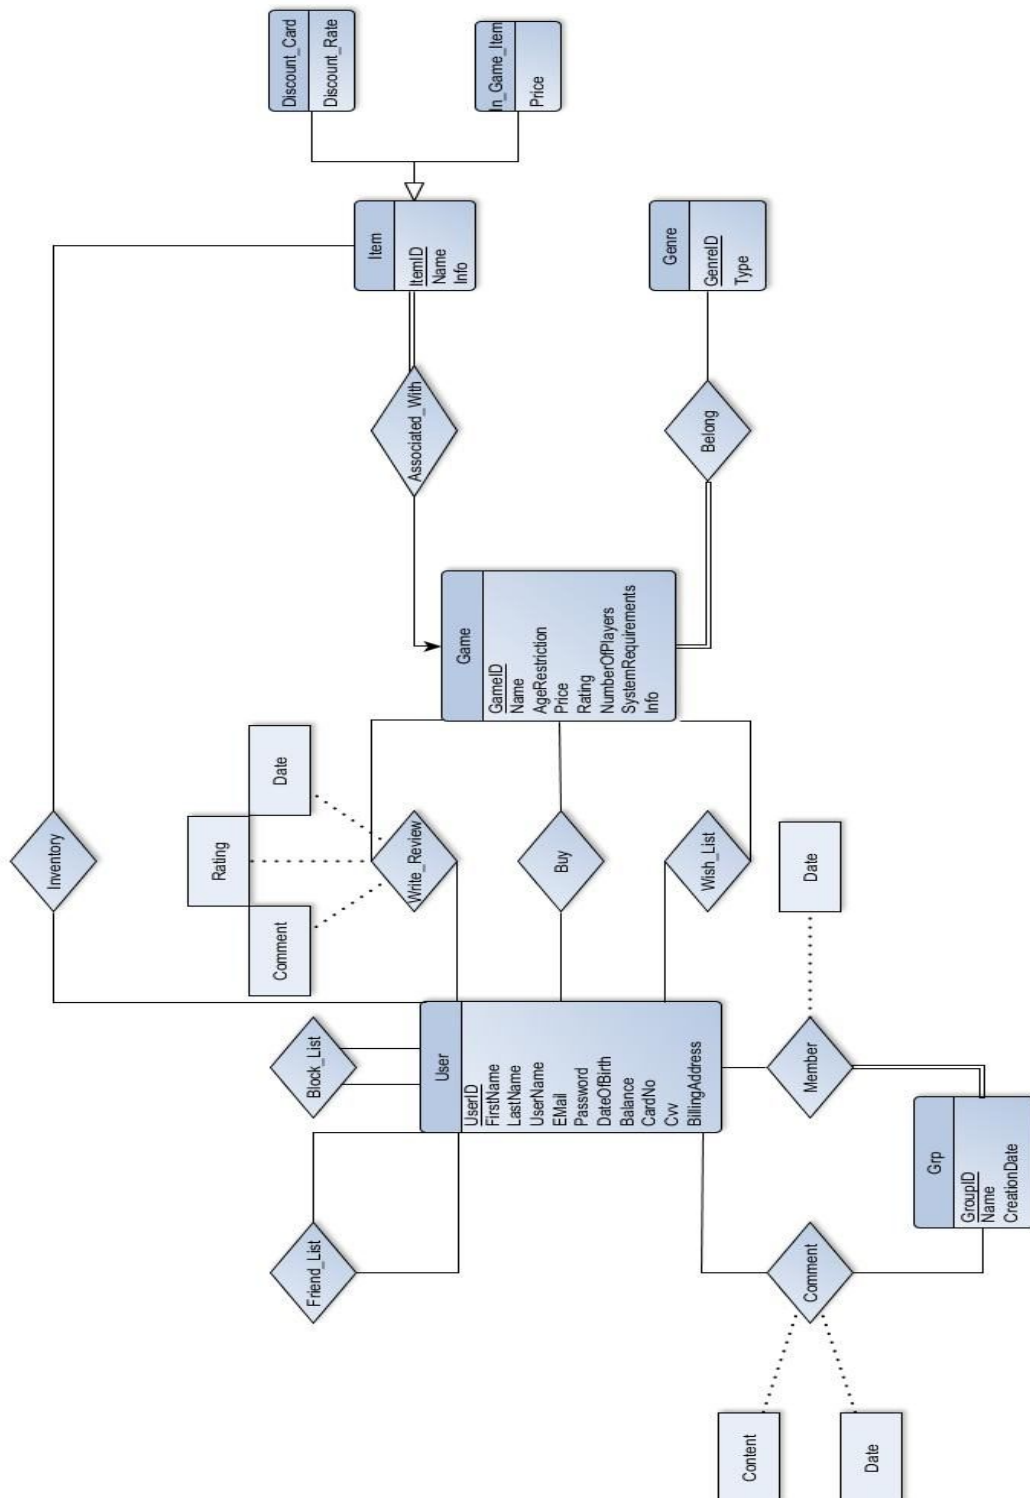 Inventory
Rating
Comment
Date
Write_Review
Friend_List
Block_List
Discount_Card
Discount_Rate
In_Game_Item
Price
Item
ItemID
Name
Info
Associated_With
User
UserID
FirstName
LastName
UserName
EMail
Password
DateOfBirth
Balance
CardNo
Cvv
BillingAddress
Buy
Wish_List
Game
GameID
Name
AgeRestriction
Price
Rating
NumberOfPlayers
SystemRequirements
Info
Belong
Genre
GenreID
Type
Content
Date
Comment
Member
Date
Grp
GroupID
Name
CreationDate